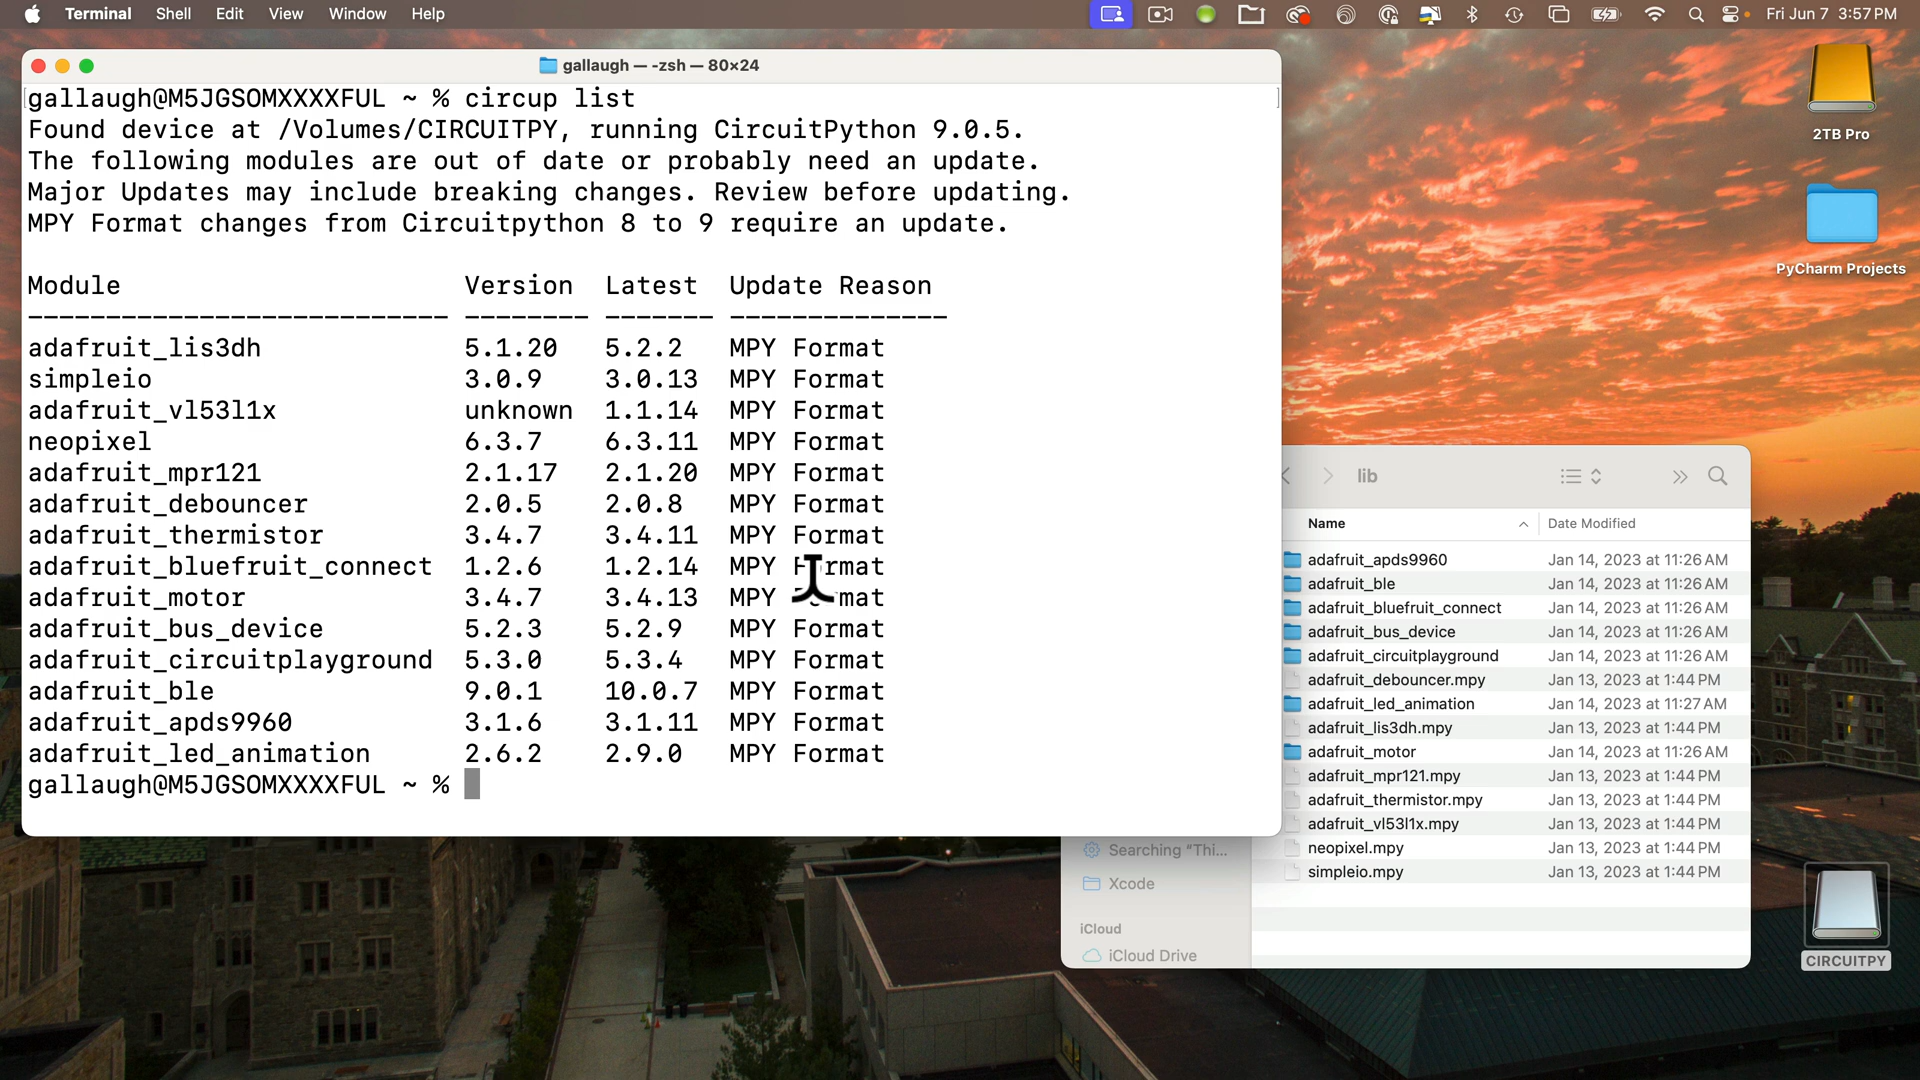 Terminal Shell Edit View Window Help Fri Jun 7 3:57 PM
gallaugh — -zsh — 80×24
gallaugh@M5JGSOMXXXXFUL ~ % circup list
Found device at /Volumes/CIRCUITPY, running CircuitPython 9.0.5.
The following modules are out of date or probably need an update.
Major Updates may include breaking changes. Review before updating.
MPY Format changes from Circuitpython 8 to 9 require an update.
Module Version Latest Update Reason
adafruit_lis3dh 5.1.20 5.2.2 MPY Format
simpleio 3.0.9 3.0.13 MPY Format
adafruit_vl53l1x unknown 1.1.14 MPY Format
neopixel 6.3.7 6.3.11 MPY Format
adafruit_mpr121 2.1.17 2.1.20 MPY Format
adafruit_debouncer 2.0.5 2.0.8 MPY Format
adafruit_thermistor 3.4.7 3.4.11 MPY Format
adafruit_bluefruit_connect 1.2.6 1.2.14 MPY Format
adafruit_motor 3.4.7 3.4.13 MPY Format
adafruit_bus_device 5.2.3 5.2.9 MPY Format
adafruit_circuitplayground 5.3.0 5.3.4 MPY Format
adafruit_ble 9.0.1 10.0.7 MPY Format
adafruit_apds9960 3.1.6 3.1.11 MPY Format
adafruit_led_animation 2.6.2 2.9.0 MPY Format
gallaugh@M5JGSOMXXXXFUL ~ %
2TB Pro
PyCharm Projects
lib
Name Date Modified
adafruit_apds9960 Jan 14, 2023 at 11:26 AM
adafruit_ble Jan 14, 2023 at 11:26 AM
adafruit_bluefruit_connect Jan 14, 2023 at 11:26 AM
adafruit_bus_device Jan 14, 2023 at 11:26 AM
adafruit_circuitplayground Jan 14, 2023 at 11:26 AM
adafruit_debouncer.mpy Jan 13, 2023 at 1:44 PM
adafruit_led_animation Jan 14, 2023 at 11:27 AM
adafruit_lis3dh.mpy Jan 13, 2023 at 1:44 PM
adafruit_motor Jan 14, 2023 at 11:26 AM
adafruit_mpr121.mpy Jan 13, 2023 at 1:44 PM
adafruit_thermistor.mpy Jan 13, 2023 at 1:44 PM
adafruit_vl53l1x.mpy Jan 13, 2023 at 1:44 PM
neopixel.mpy Jan 13, 2023 at 1:44 PM
simpleio.mpy Jan 13, 2023 at 1:44 PM
Searching “Thi...
Xcode
iCloud
iCloud Drive
CIRCUITPY